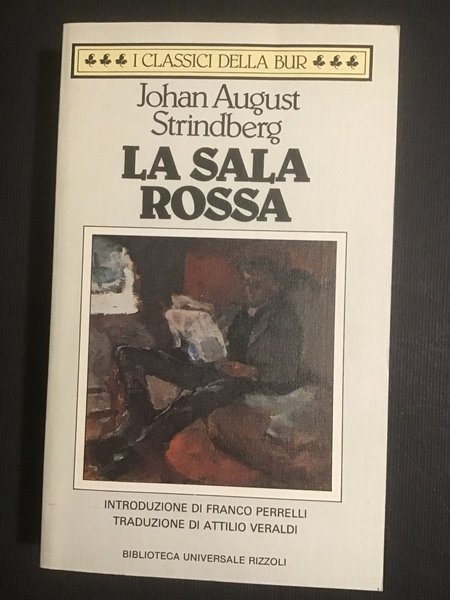 I CLASSICI DELLA BUR
Johan August
Strindberg
LA SALA
ROSSA
INTRODUZIONE DI FRANCO PERRELLI
TRADUZIONE DI ATTILIO VERALDI
BIBLIOTECA UNIVERSALE RIZZOLI